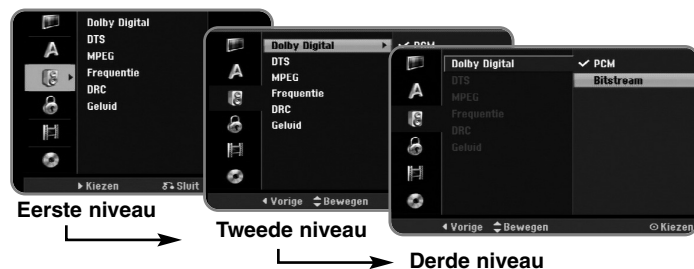 Dolby Digital
DTS
MPEG
Frequentie
DRC
Geluid
Kiezen Sluit
Eerste niveau
Dolby Digital PCM
DTS
MPEG
Frequentie
DRC
Geluid
Vorige Bewegen
Tweede niveau
Dolby Digital PCM
DTS Bitstream
MPEG
Frequentie
DRC
Geluid
Vorige Bewegen Kiezen
Derde niveau